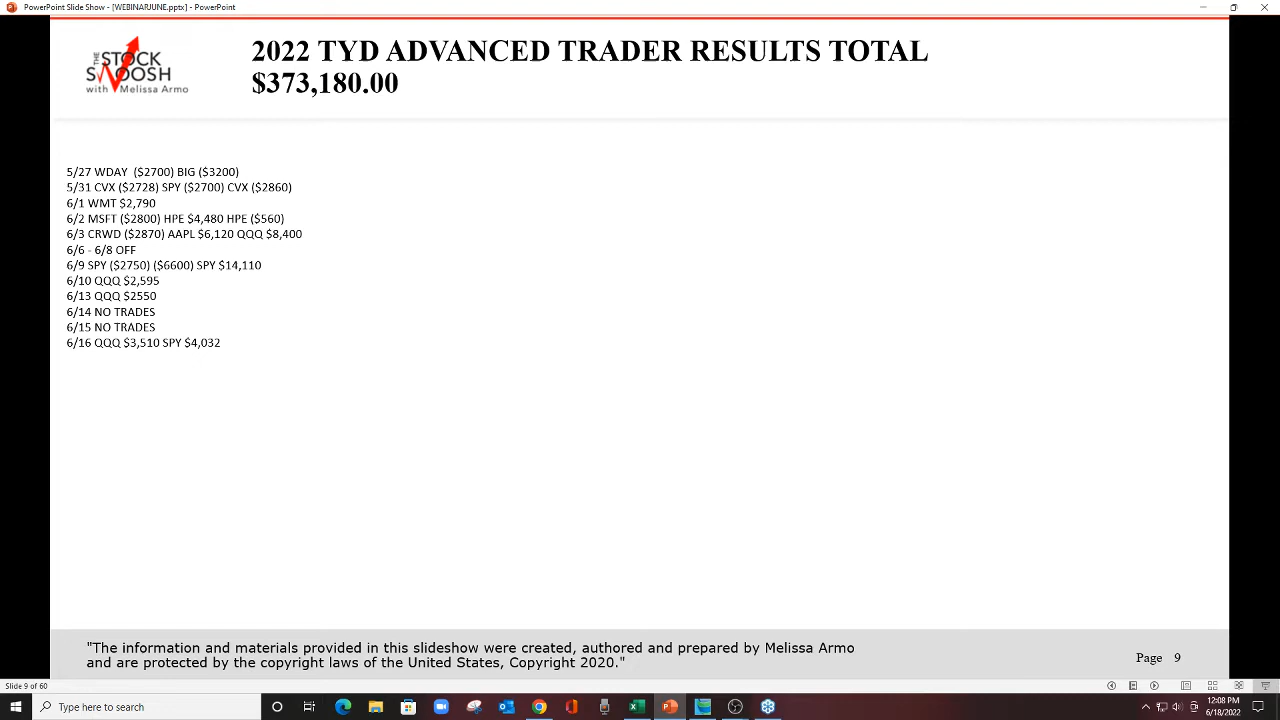 PowerPoint Slide Show - [WEBINARJUNE.pptx] - PowerPoint
THE
STOCK
SWOOSH
with Melissa Armo
2022 TYD ADVANCED TRADER RESULTS TOTAL
$373,180.00
5/27 WDAY ($2700) BIG ($3200)
5/31 CVX ($2728) SPY ($2700) CVX ($2860)
6/1 WMT $2,790
6/2 MSFT ($2800) HPE $4,480 HPE ($560)
6/3 CRWD ($2870) AAPL $6,120 QQQ $8,400
6/6 - 6/8 OFF
6/9 SPY ($2750) ($6600) SPY $14,110
6/10 QQQ $2,595
6/13 QQQ $2550
6/14 NO TRADES
6/15 NO TRADES
6/16 QQQ $3,510 SPY $4,032
"The information and materials provided in this slideshow were created, authored and prepared by Melissa Armo
and are protected by the copyright laws of the United States, Copyright 2020."
Page 9
Slide 9 of 60
Type here to search
12:08 PM
6/18/2022